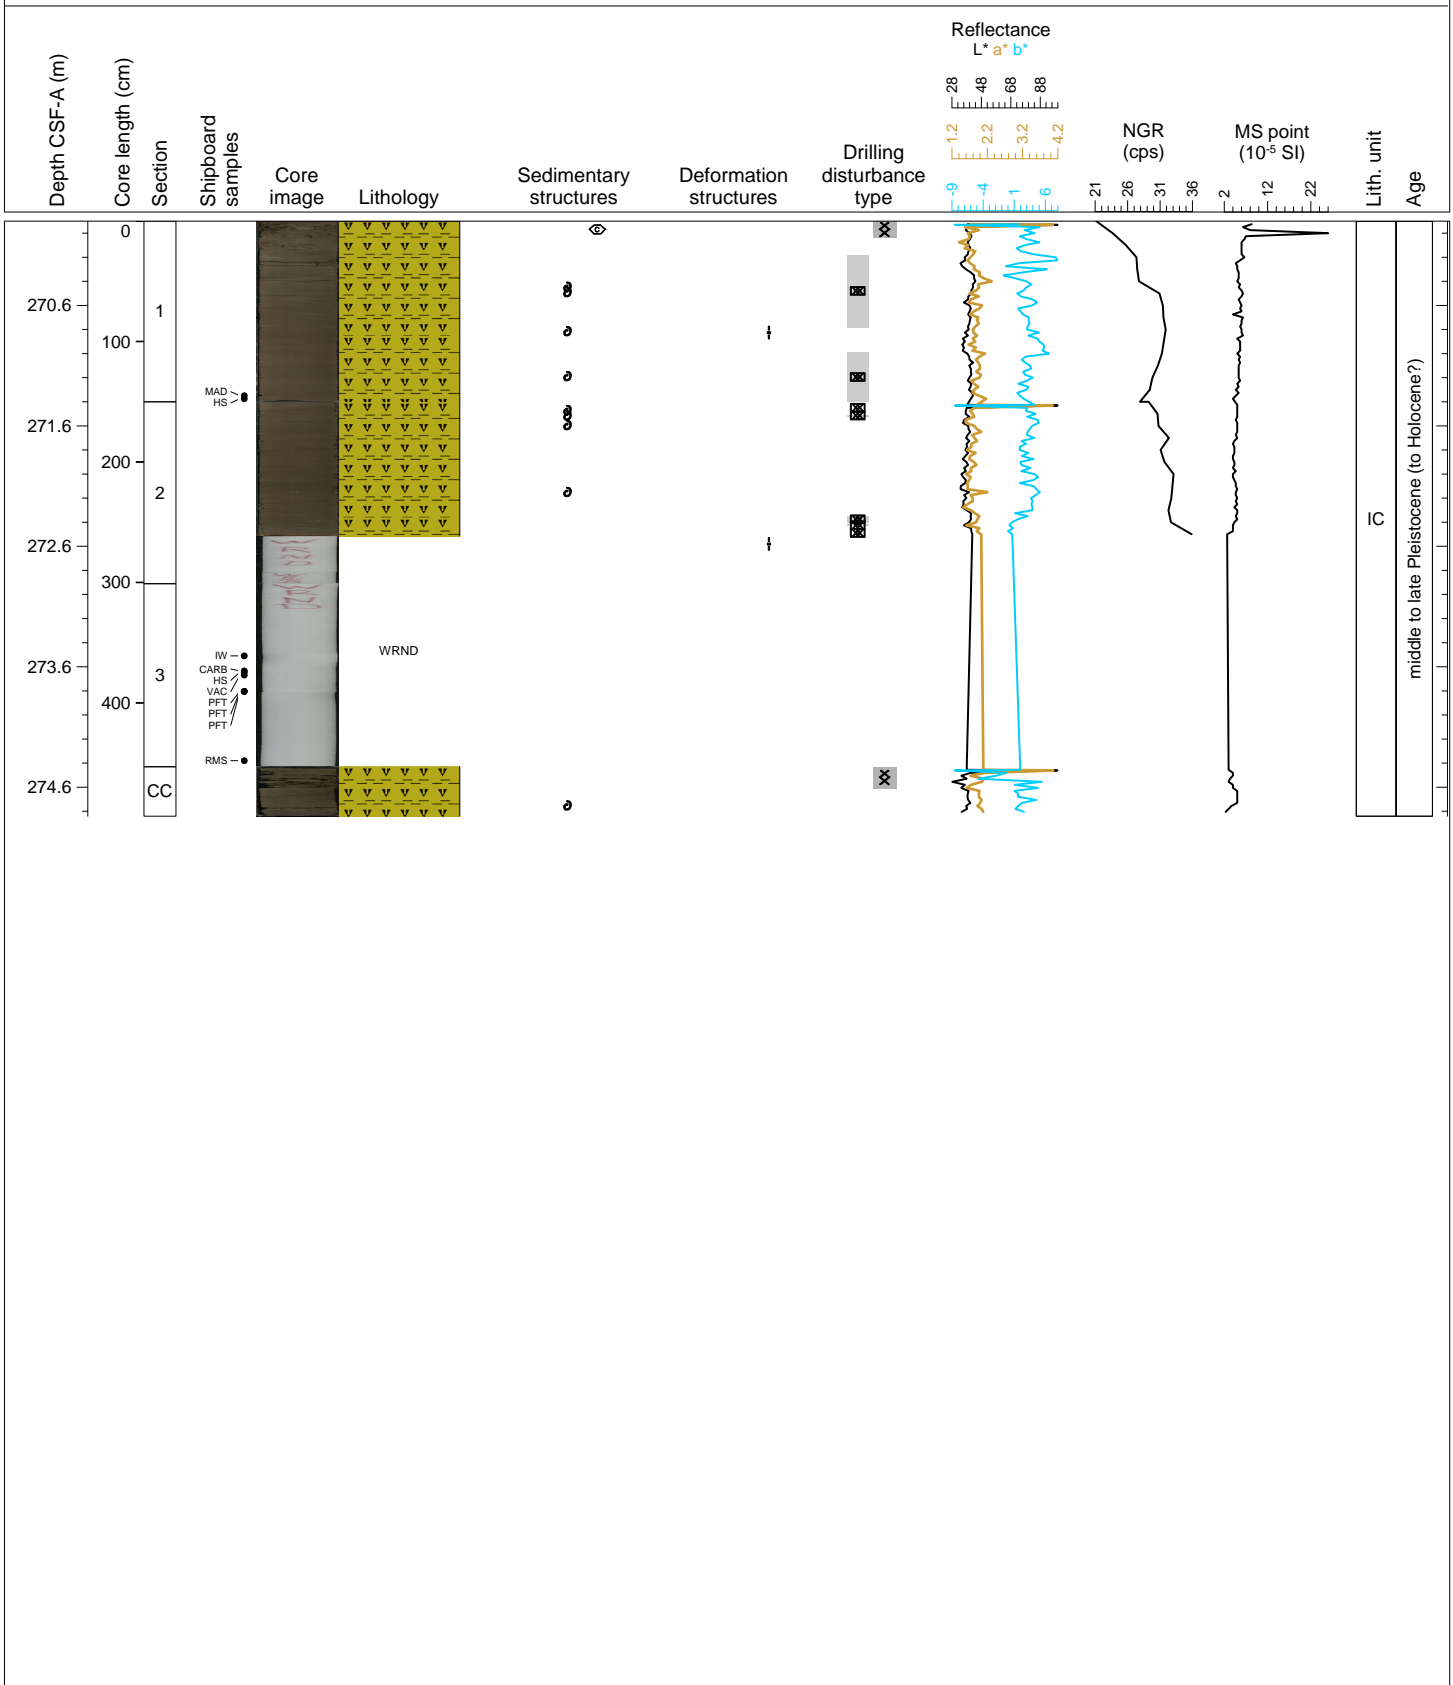 Depth CSF-A (m)
Core length (cm)
Section
Shipboard
samples
Core
image
Lithology
Sedimentary
structures
Deformation
structures
Drilling
disturbance
type
Reflectance
L* a* b*
28 48 68 88
1.2 2.2 3.2 4.2
-9 -4 1 6
NGR
(cps)
21 26 31 36
MS point
(10-5 SI)
2 12 22
Lith. unit
Age
0
c
270.6
1
100
MAD
HS
271.6
200
2
272.6
300
IC
middle to late Pleistocene (to Holocene?)
IW
WRND
273.6
CARB
3
HS
VAC
400
PFT
PFT
PFT
RMS
274.6
CC